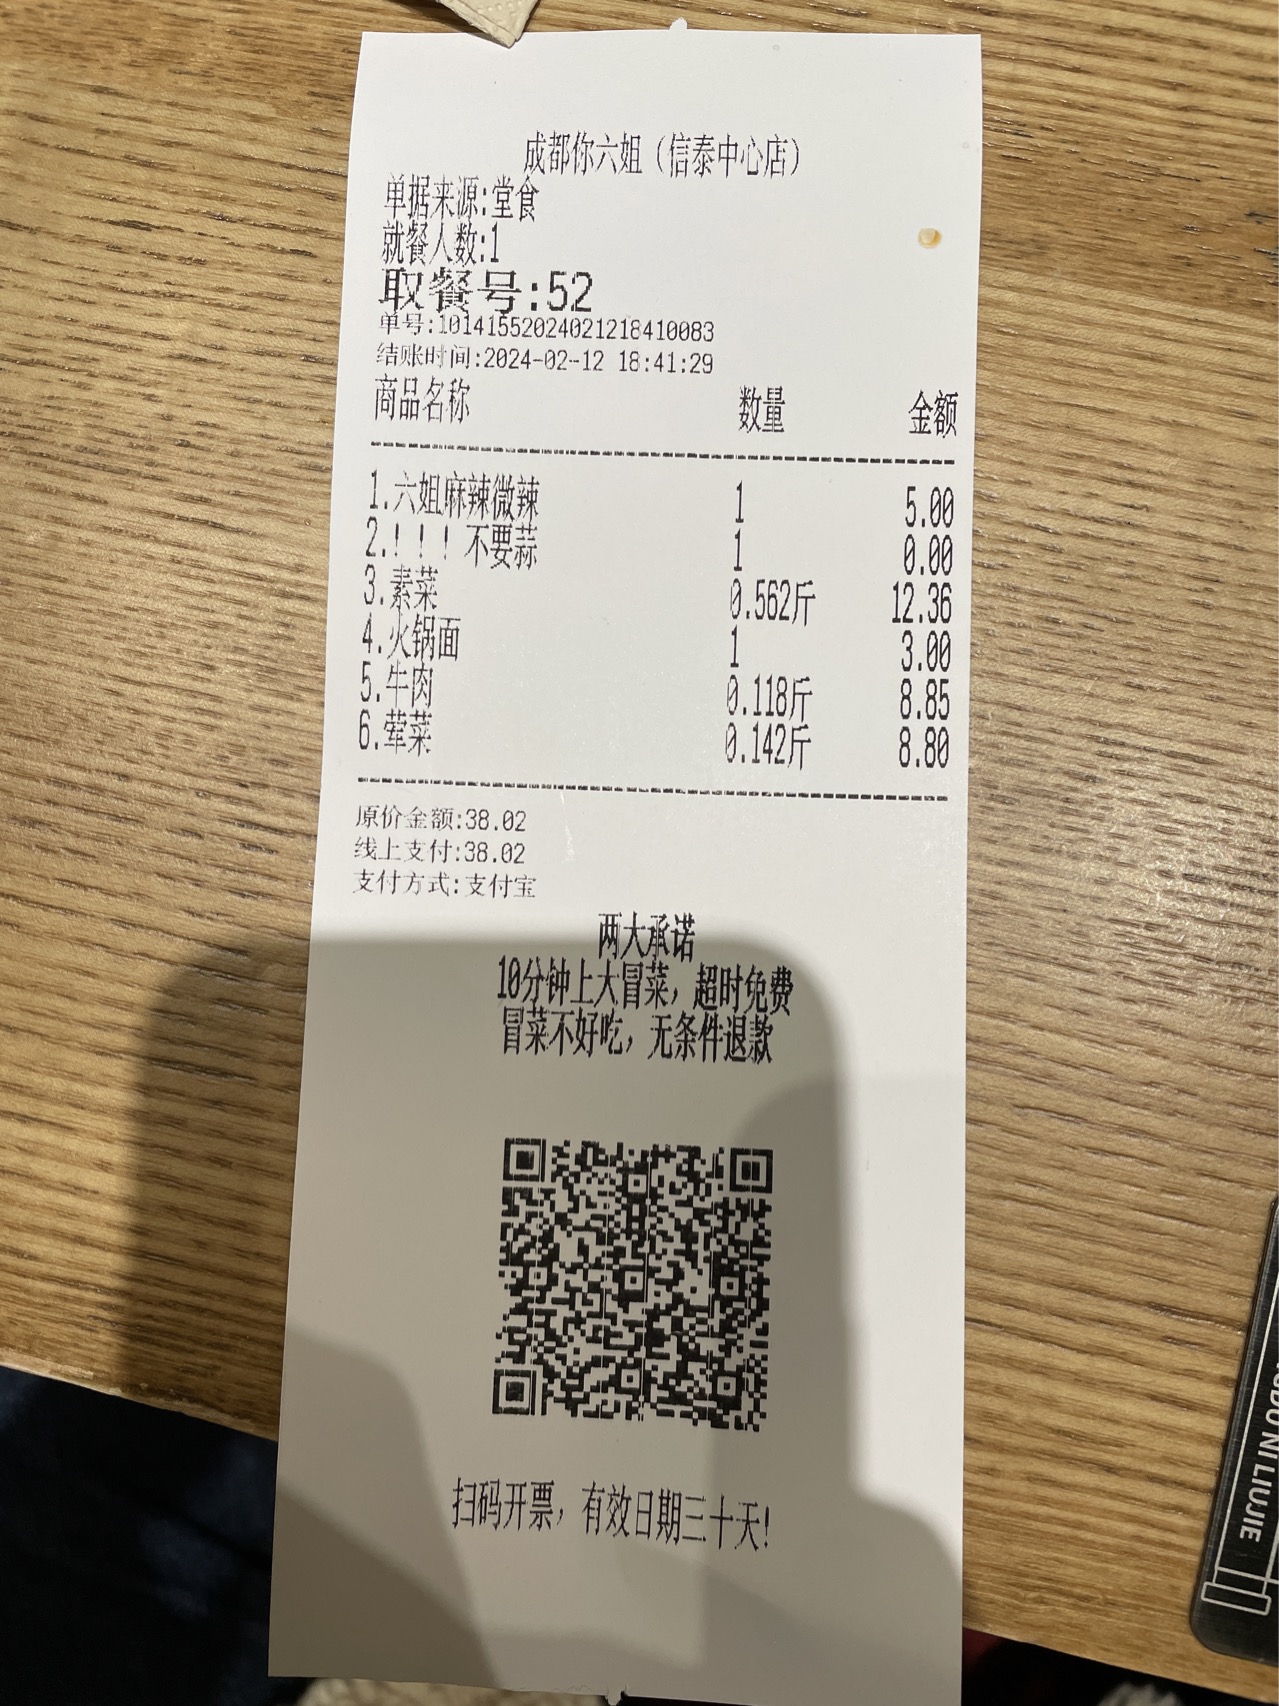 成都你六姐（信泰中心店）
单据来源:堂食
就餐人数:1
取餐号:52
单号:10141552024021218410083
结账时间:2024-02-12 18:41:29
商品名称 数量 金额
1.六姐麻辣微辣 1 5.00
2.！！！不要蒜 1 0.00
3.素菜 0.562斤 12.36
4.火锅面 1 3.00
5.牛肉 0.118斤 8.85
6.荤菜 0.142斤 8.80
原价金额:38.02
线上支付:38.02
支付方式:支付宝
两大承诺
10分钟上大冒菜，超时免费
冒菜不好吃，无条件退款
扫码开票，有效日期三十天!
NI LIUJIE